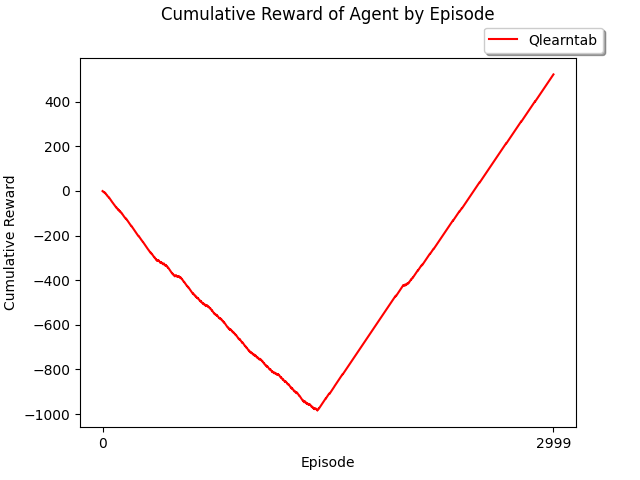 Cumulative Reward of Agent by Episode
Qlearntab
400
200
0
−200
−400
−600
−800
−1000
Cumulative Reward
0 2999
Episode